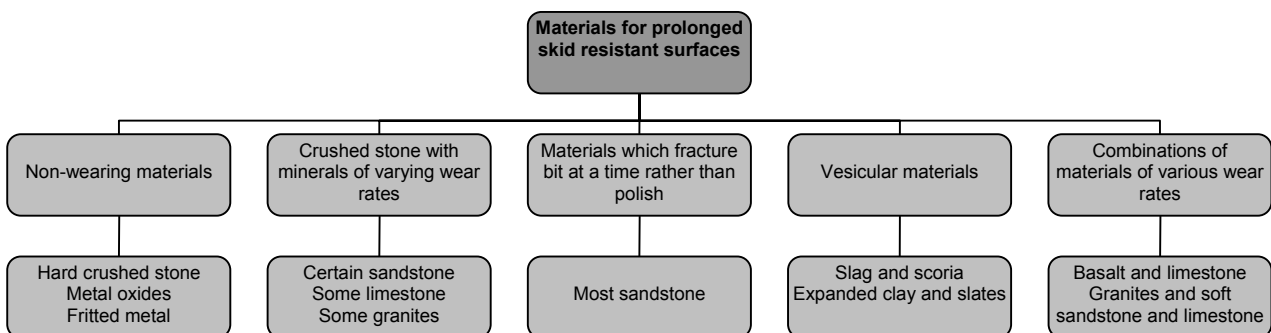 Materials for prolonged
skid resistant surfaces
Non-wearing materials
Crushed stone with
minerals of varying wear
rates
Materials which fracture
bit at a time rather than
polish
Vesicular materials
Combinations of
materials of various wear
rates
Hard crushed stone
Metal oxides
Fritted metal
Certain sandstone
Some limestone
Some granites
Most sandstone
Slag and scoria
Expanded clay and slates
Basalt and limestone
Granites and soft
sandstone and limestone